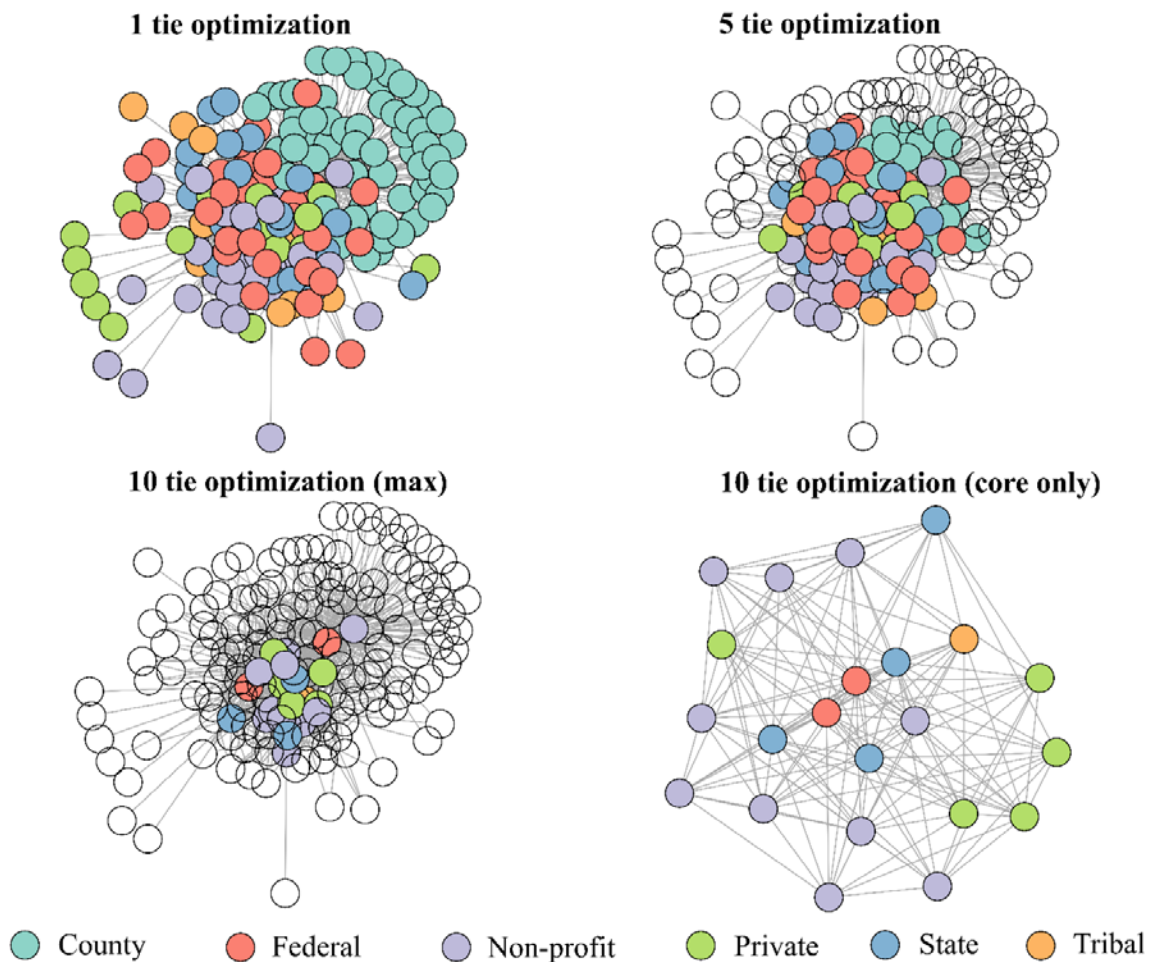 1 tie optimization
5 tie optimization
10 tie optimization (max)
10 tie optimization (core only)
County
Federal
Non-profit
Private
State
Tribal